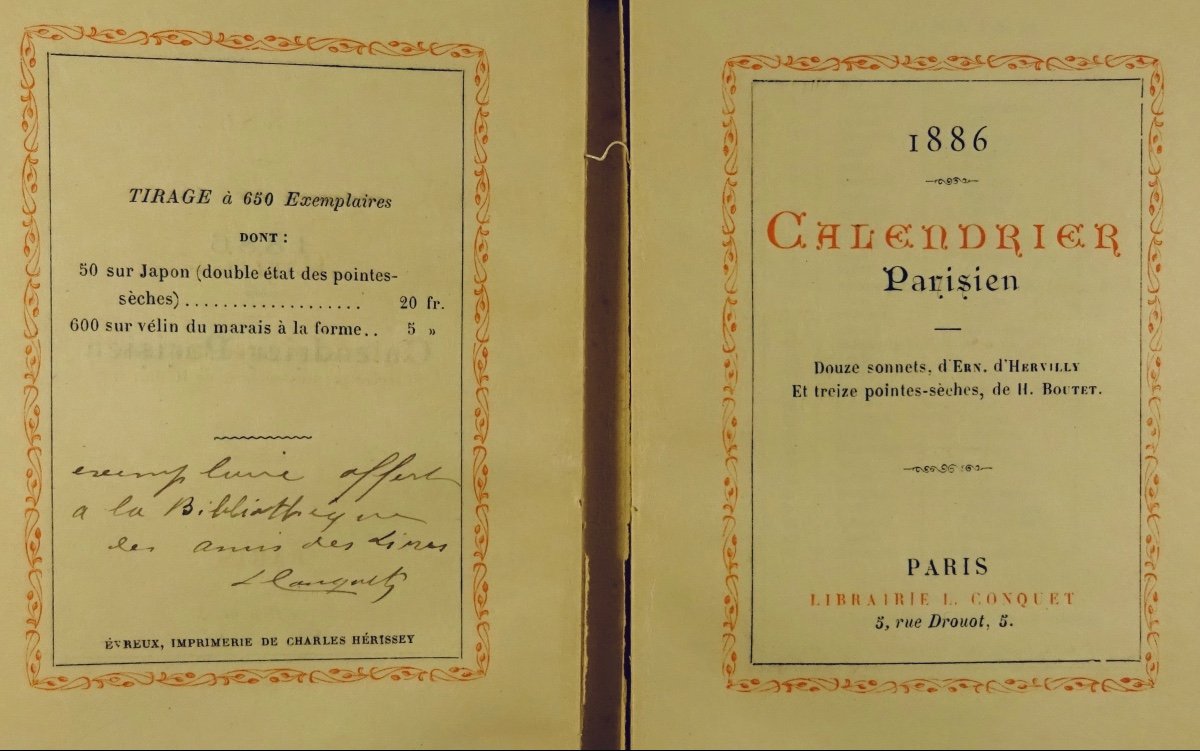 TIRAGE à 650 Exemplaires
DONT :
50 sur Japon (double état des pointes-
sèches) ................... 20 fr.
600 sur vélin du marais à la forme.. 5 »
exemplaire offert
a la Bibliothèque
des amis des Livres
L Conquet
ÉVREUX, IMPRIMERIE DE CHARLES HÉRISSEY
1886
CALENDRIER
Parisien
Douze sonnets, d'ERN. d'HERVILLY
Et treize pointes-sèches, de H. BOUTET.
PARIS
LIBRAIRIE L. CONQUET
5, rue Drouot, 5.